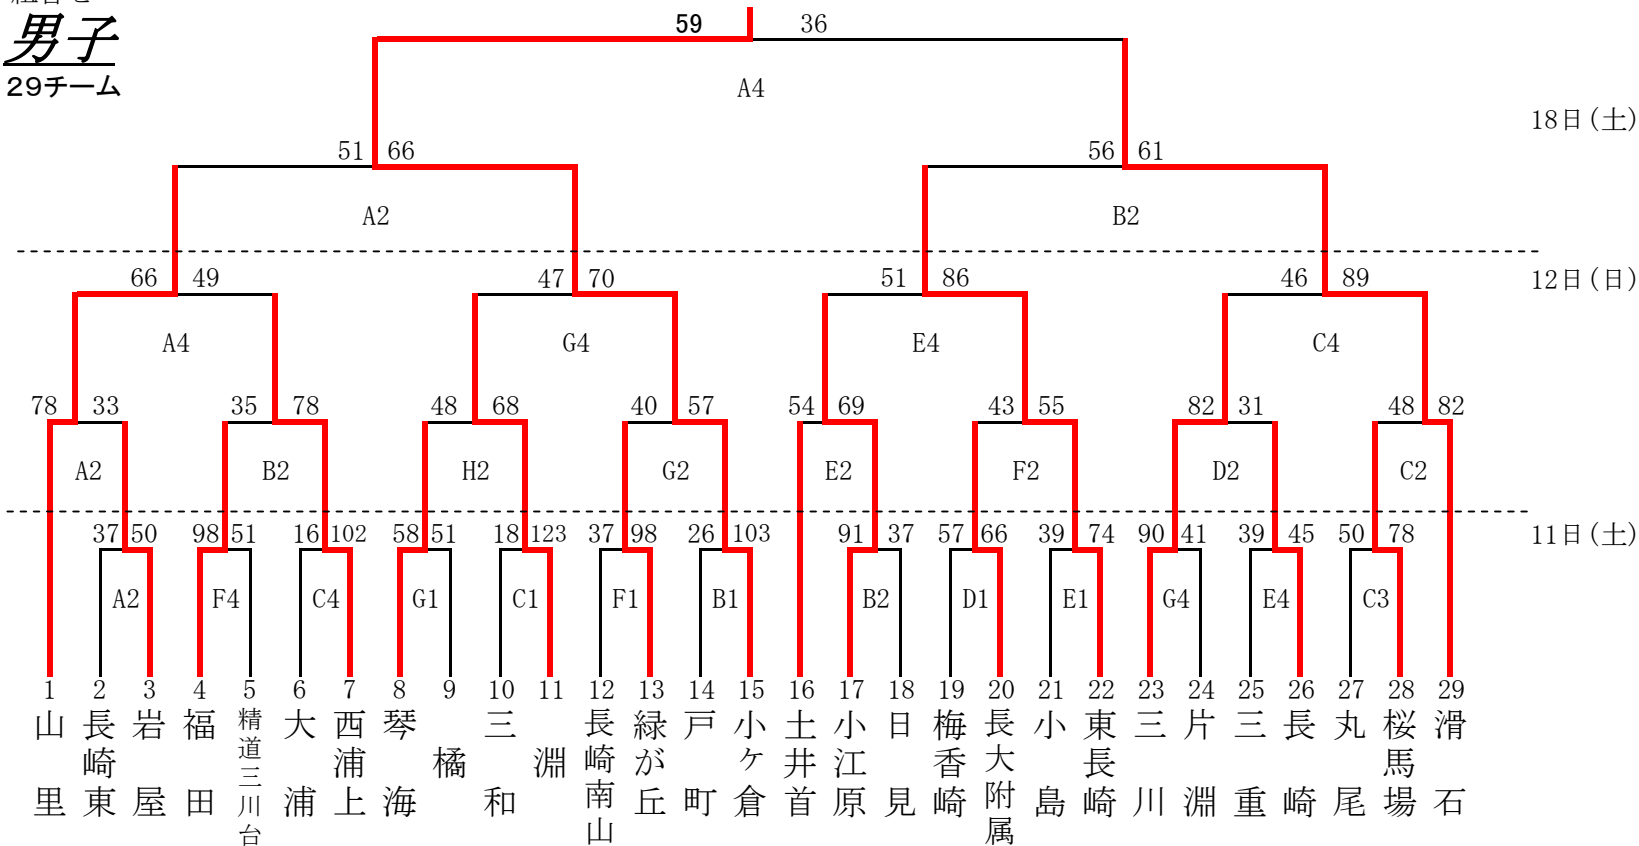 男子
29チーム
59 36
A4
18日(土)
51 66 56 61
A2 B2
66 49 47 70 51 86 46 89
12日(日)
A4 G4 E4 C4
78 33 35 78 48 68 40 57 54 69 43 55 82 31 48 82
A2 B2 H2 G2 E2 F2 D2 C2
37 50 98 51 16 102 58 51 18 123 37 98 26 103 91 37 57 66 39 74 90 41 39 45 50 78
11日(土)
A2 F4 C4 G1 C1 F1 B1 B2 D1 E1 G4 E4 C3
1 2 3 4 5 6 7 8 9 10 11 12 13 14 15 16 17 18 19 20 21 22 23 24 25 26 27 28 29
山里
長崎東
岩屋
福田
精道三川台
大浦
西浦上
琴海
橘
三和
淵
長崎南山
緑が丘
戸町
小ケ倉
土井首
小江原
日見
梅香崎
長大附属
小島
東長崎
三川
片淵
三重
長崎
丸尾
桜馬場
滑石